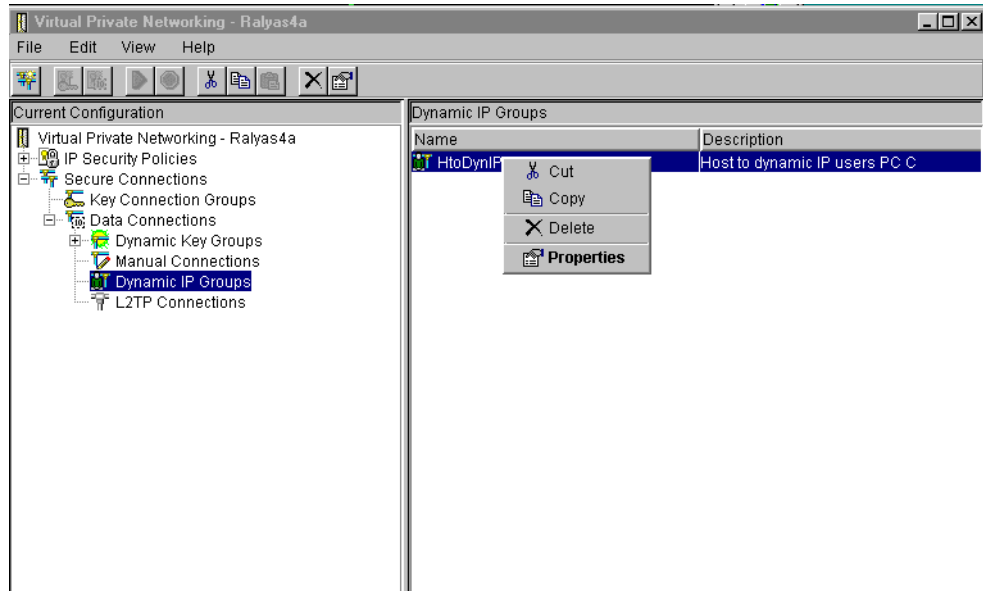 Virtual Private Networking - Ralyas4a
File Edit View Help
Current Configuration
Virtual Private Networking - Ralyas4a
IP Security Policies
Secure Connections
Key Connection Groups
Data Connections
Dynamic Key Groups
Manual Connections
Dynamic IP Groups
L2TP Connections
Dynamic IP Groups
Name Description
HtoDynIP Host to dynamic IP users PC C
Cut
Copy
Delete
Properties